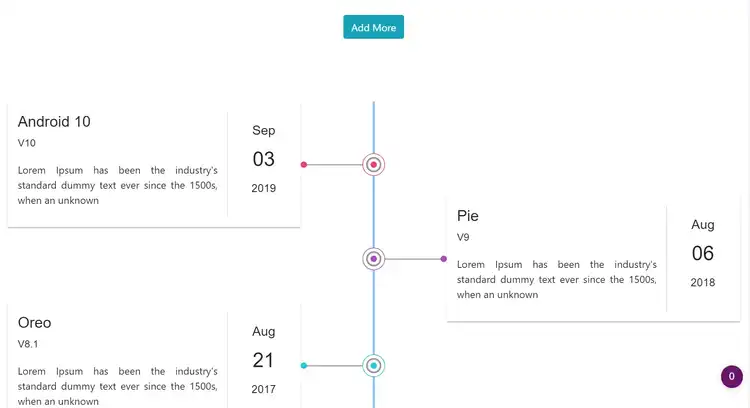 Add More
Android 10
V10
Lorem Ipsum has been the industry's
standard dummy text ever since the 1500s,
when an unknown
Sep
03
2019
Pie
V9
Lorem Ipsum has been the industry's
standard dummy text ever since the 1500s,
when an unknown
Aug
06
2018
Oreo
V8.1
Lorem Ipsum has been the industry's
standard dummy text ever since the 1500s,
when an unknown
Aug
21
2017
0